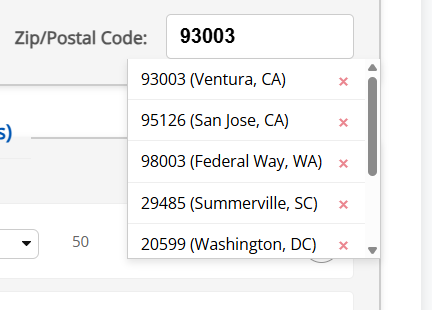 Zip/Postal Code: 93003
93003 (Ventura, CA) ×
95126 (San Jose, CA) ×
s)
98003 (Federal Way, WA) ×
29485 (Summerville, SC) ×
50
20599 (Washington, DC) ×